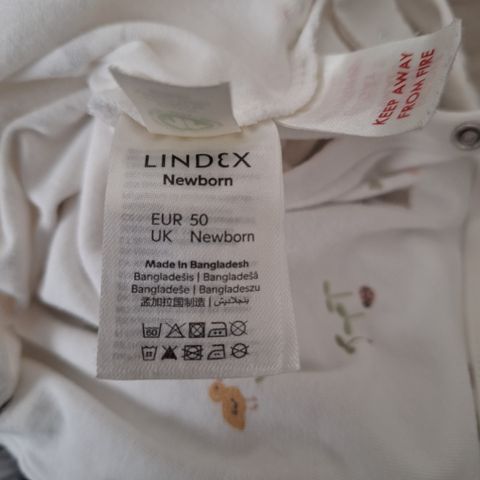 KEEP AWAY
FROM FIRE
LINDEX
Newborn
EUR 50
UK Newborn
Made in Bangladesh
Bangladešis | Bangladešā
Bangladeše | Bangladeszu
孟加拉国制造 | بنجلاديش
60